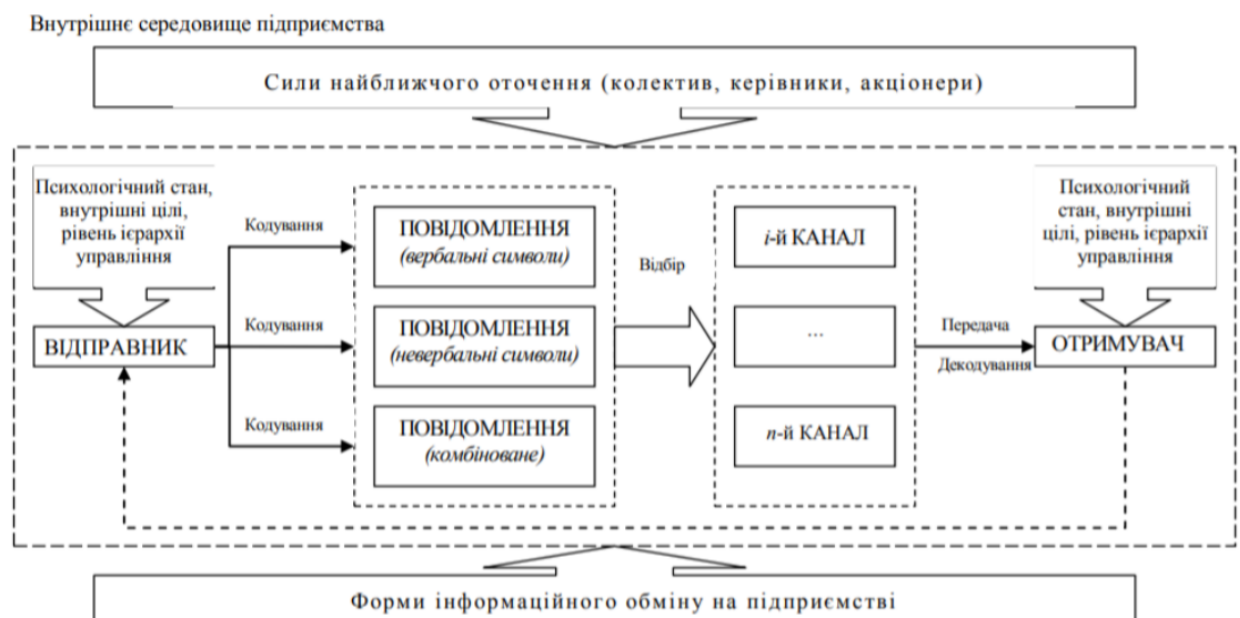 Внутрішнє середовище підприємства
Сили найближчого оточення (колектив, керівники, акціонери)
Психологічний стан,
внутрішні цілі,
рівень ієрархії
управління
ВІДПРАВНИК
Кодування
Кодування
Кодування
ПОВІДОМЛЕННЯ
(вербальні символи)
ПОВІДОМЛЕННЯ
(невербальні символи)
ПОВІДОМЛЕННЯ
(комбіноване)
Відбір
i-й КАНАЛ
...
n-й КАНАЛ
Передача
Декодування
Психологічний
стан, внутрішні
цілі, рівень ієрархії
управління
ОТРИМУВАЧ
Форми інформаційного обміну на підприємстві